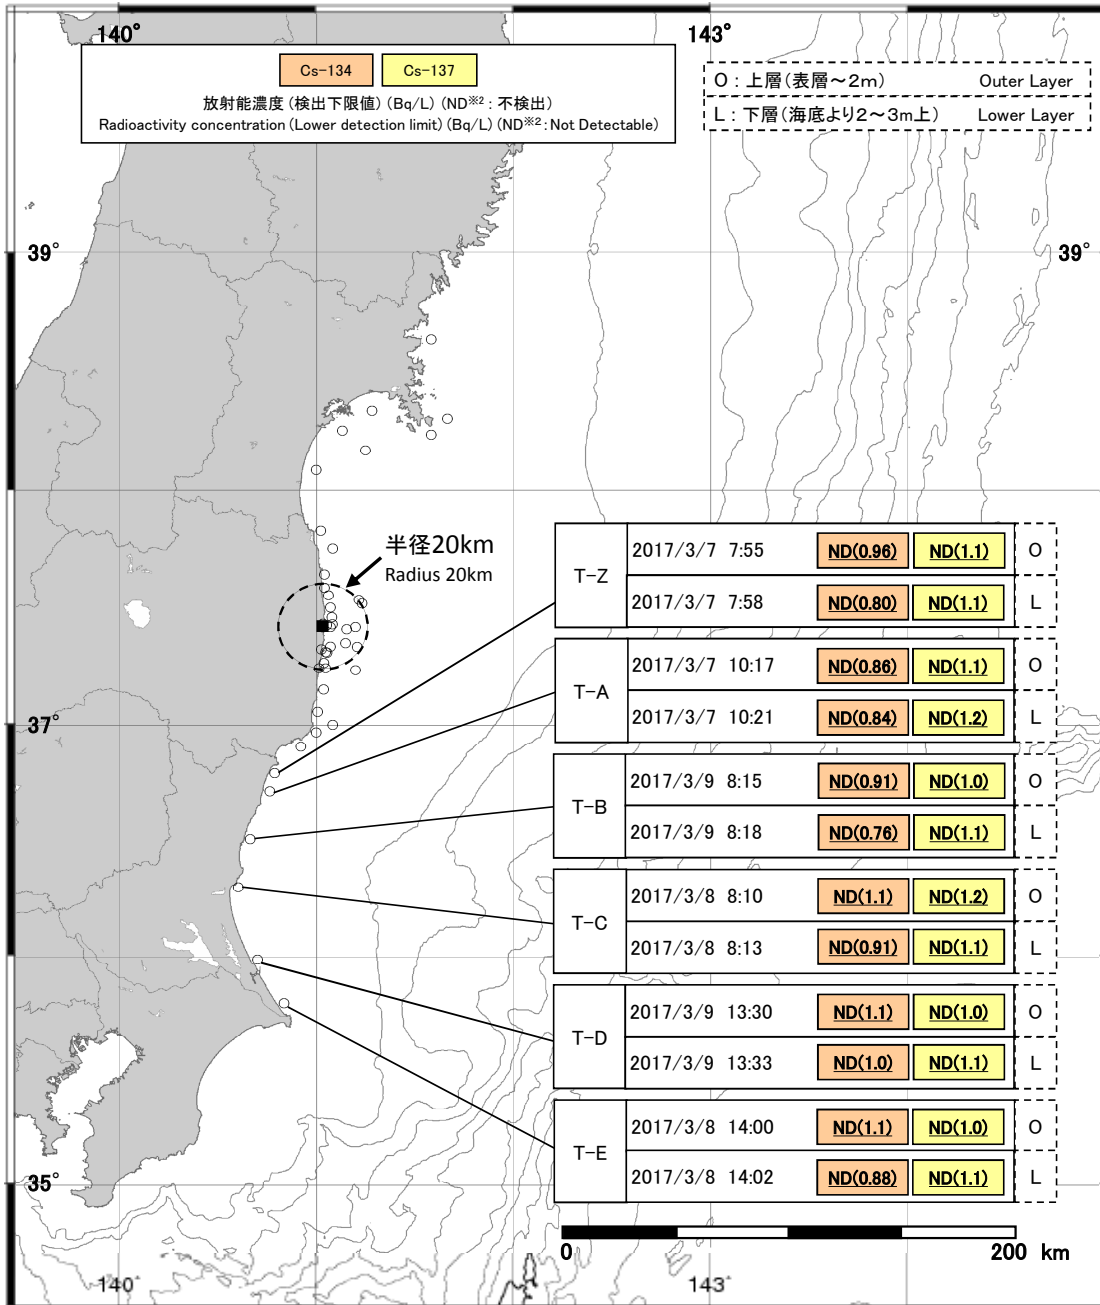 140°
143°
Cs-134 Cs-137
放射能濃度(検出下限値)(Bq/L)(ND※2:不検出)
Radioactivity concentration(Lower detection limit)(Bq/L)(ND※2:Not Detectable)
O:上層(表層~2m) Outer Layer
L:下層(海底より2~3m上) Lower Layer
39°
39°
半径20km
Radius 20km
T-Z
2017/3/7 7:55 ND(0.96) ND(1.1) O
2017/3/7 7:58 ND(0.80) ND(1.1) L
T-A
2017/3/7 10:17 ND(0.86) ND(1.1) O
2017/3/7 10:21 ND(0.84) ND(1.2) L
37°
T-B
2017/3/9 8:15 ND(0.91) ND(1.0) O
2017/3/9 8:18 ND(0.76) ND(1.1) L
T-C
2017/3/8 8:10 ND(1.1) ND(1.2) O
2017/3/8 8:13 ND(0.91) ND(1.1) L
T-D
2017/3/9 13:30 ND(1.1) ND(1.0) O
2017/3/9 13:33 ND(1.0) ND(1.1) L
T-E
2017/3/8 14:00 ND(1.1) ND(1.0) O
2017/3/8 14:02 ND(0.88) ND(1.1) L
35°
0 200 km
140°
143°